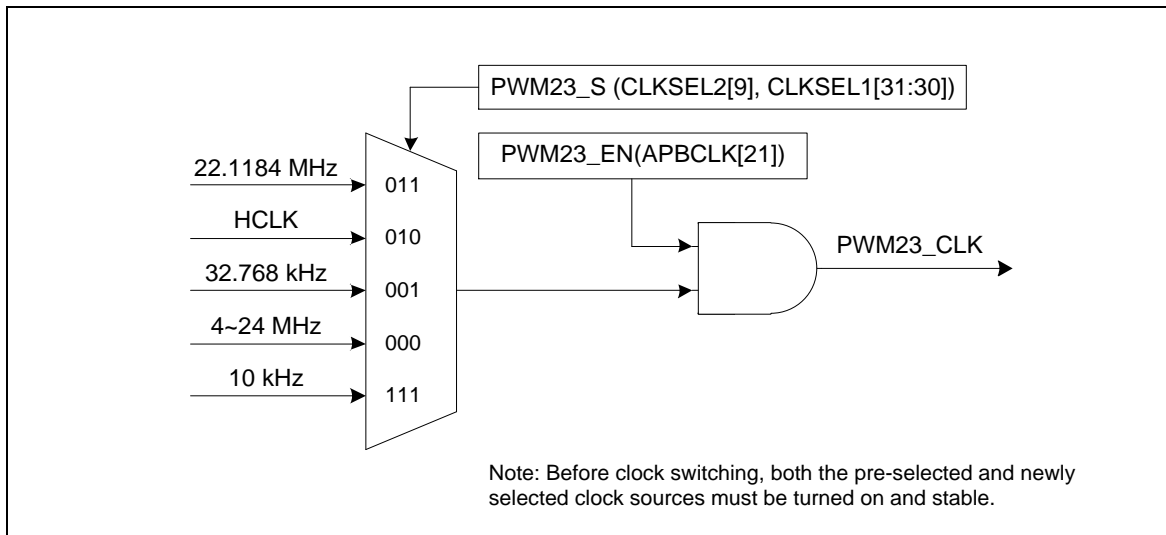 PWM23_S (CLKSEL2[9], CLKSEL1[31:30])
PWM23_EN(APBCLK[21])
22.1184 MHz
011
HCLK
010
PWM23_CLK
32.768 kHz
001
4~24 MHz
000
10 kHz
111
Note: Before clock switching, both the pre-selected and newly
selected clock sources must be turned on and stable.